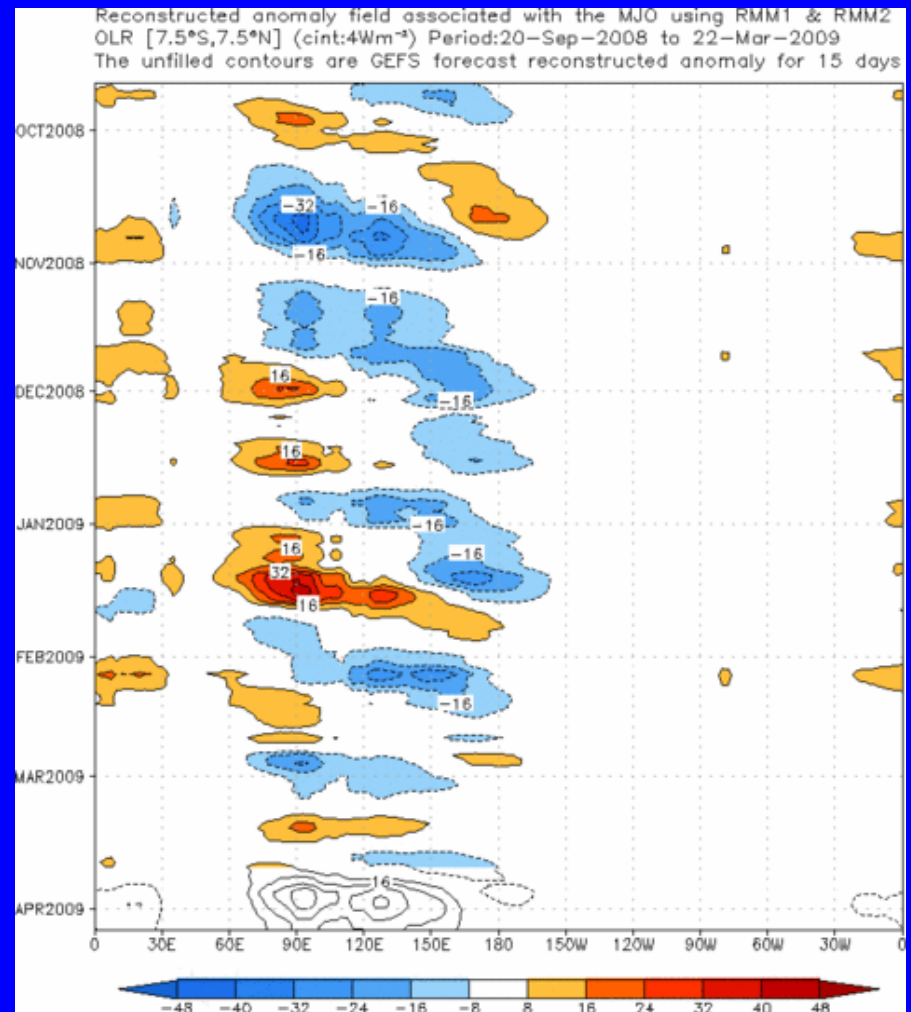 Reconstructed anomaly field associated with the MJO using RMM1 & RMM2
OLR [7.5°S,7.5°N] (cint:4Wm⁻²) Period:20-Sep-2008 to 22-Mar-2009
The unfilled contours are GEFS forecast reconstructed anomaly for 15 days
OCT2008
-32
-16
-16
NOV2008
-16
16
DEC2008
-16
16
JAN2009
-16
16
-16
32
16
FEB2009
-16
MAR2009
16
APR2009
0 30E 60E 90E 120E 150E 180 150W 120W 90W 60W 30W 0
-48 -40 -32 -24 -16 -8 8 16 24 32 40 48